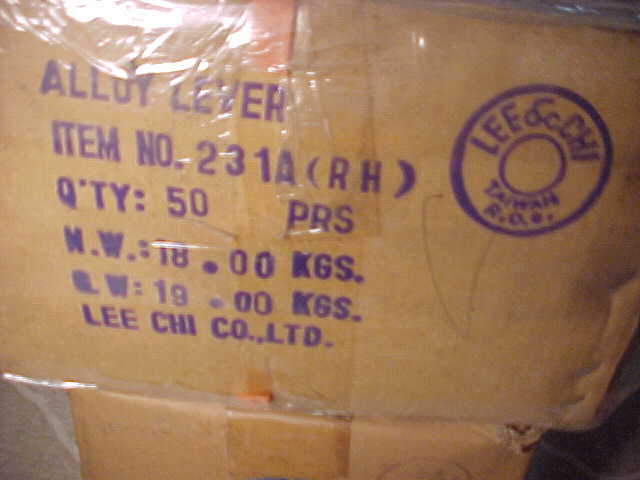 ALLOY LEVER
ITEM NO. 231A (RH)
Q'TY: 50 PRS
N.W.: 18.00 KGS.
G.W: 19.00 KGS.
LEE CHI CO.,LTD.
LEE & CHI
TAIWAN
R.O.C.